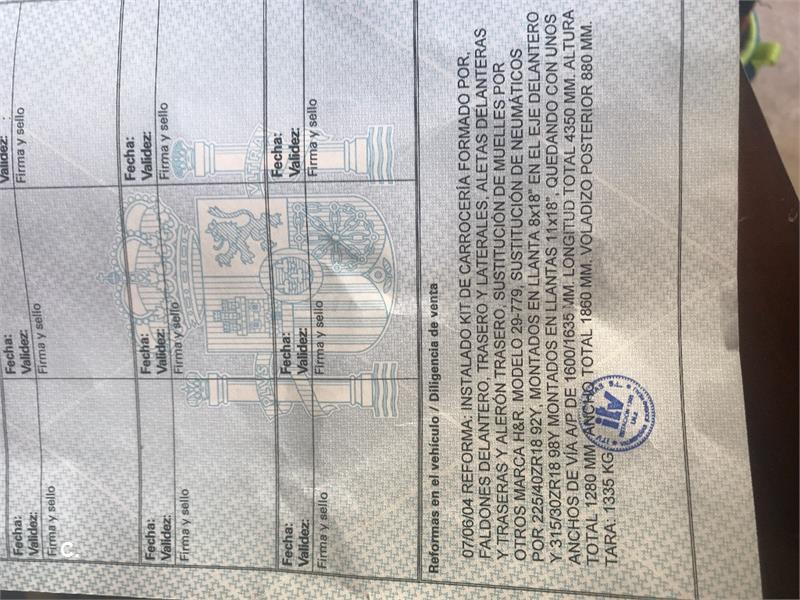 Validez:
Firma y sello
Fecha:
Validez:
Firma y sello
Fecha:
Validez:
Firma y sello
Fecha:
Validez:
Firma y sello
Fecha:
Validez:
Firma y sello
Fecha:
Validez:
Firma y sello
Fecha:
Validez:
Firma y sello
Fecha:
Validez:
Firma y sello
Fecha:
Validez:
Firma y sello
Reformas en el vehículo / Diligencia de venta
07/06/04 REFORMA: INSTALADO KIT DE CARROCERÍA FORMADO POR,
FALDONES DELANTERO, TRASERO Y LATERALES, ALETAS DELANTERAS
Y TRASERAS Y ALERÓN TRASERO, SUSTITUCIÓN DE MUELLES POR
OTROS MARCA H&R. MODELO 29-779, SUSTITUCIÓN DE NEUMÁTICOS
POR 225/40ZR18 92Y, MONTADOS EN LLANTA 8x18" EN EL EJE DELANTERO
Y 315/30ZR18 98Y MONTADOS EN LLANTAS 11x18", QUEDANDO CON UNOS
ANCHOS DE VÍA A/P DE 1600/1635 MM. LONGITUD TOTAL 4350 MM. ALTURA
TOTAL 1280 MM. ANCHO TOTAL 1860 MM. VOLADIZO POSTERIOR 880 MM.
TARA: 1335 KG
itv